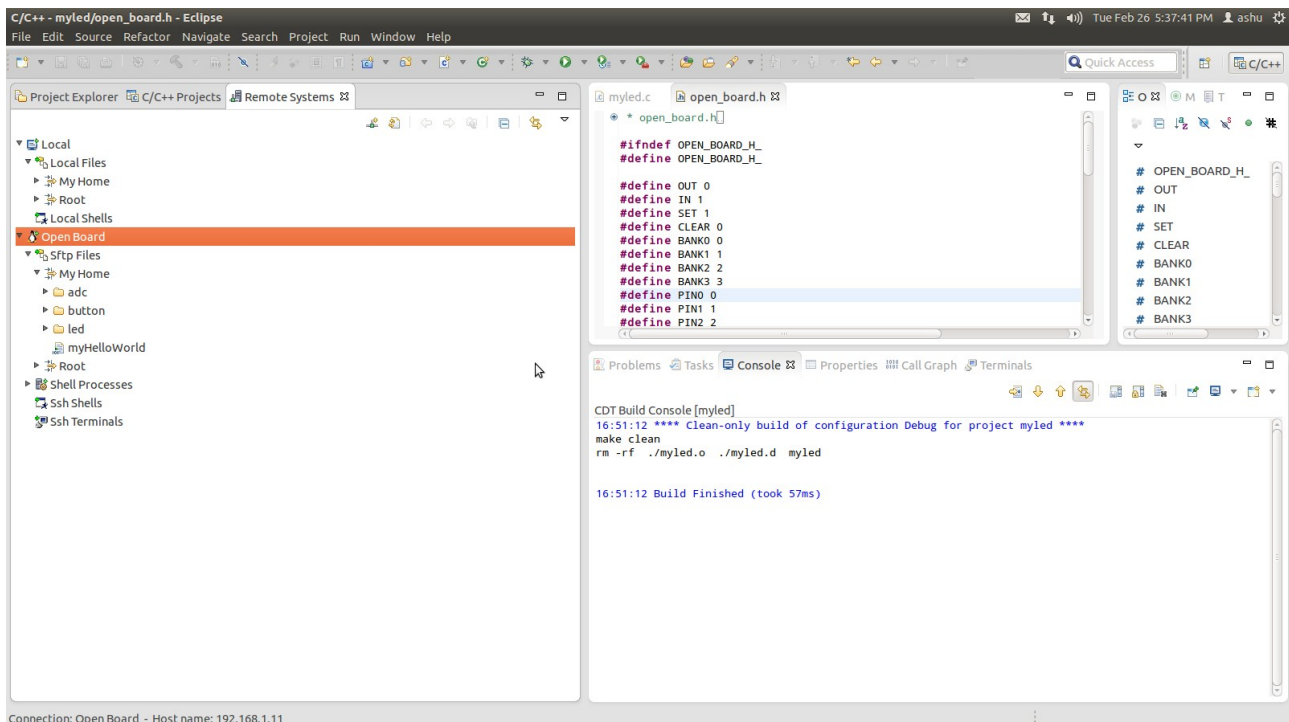 C/C++ - myled/open_board.h - Eclipse
Tue Feb 26 5:37:41 PM ashu
File Edit Source Refactor Navigate Search Project Run Window Help
Quick Access C/C++
Project Explorer C/C++ Projects Remote Systems
Local
Local Files
My Home
Root
Local Shells
Open Board
Sftp Files
My Home
adc
button
led
myHelloWorld
Root
Shell Processes
Ssh Shells
Ssh Terminals
myled.c open_board.h
* open_board.h
#ifndef OPEN_BOARD_H_
#define OPEN_BOARD_H_
#define OUT 0
#define IN 1
#define SET 1
#define CLEAR 0
#define BANK0 0
#define BANK1 1
#define BANK2 2
#define BANK3 3
#define PIN0 0
#define PIN1 1
#define PIN2 2
O M T
# OPEN_BOARD_H_
# OUT
# IN
# SET
# CLEAR
# BANK0
# BANK1
# BANK2
# BANK3
Problems Tasks Console Properties Call Graph Terminals
CDT Build Console [myled]
16:51:12 **** Clean-only build of configuration Debug for project myled ****
make clean
rm -rf ./myled.o ./myled.d myled
16:51:12 Build Finished (took 57ms)
Connection: Open Board - Host name: 192.168.1.11